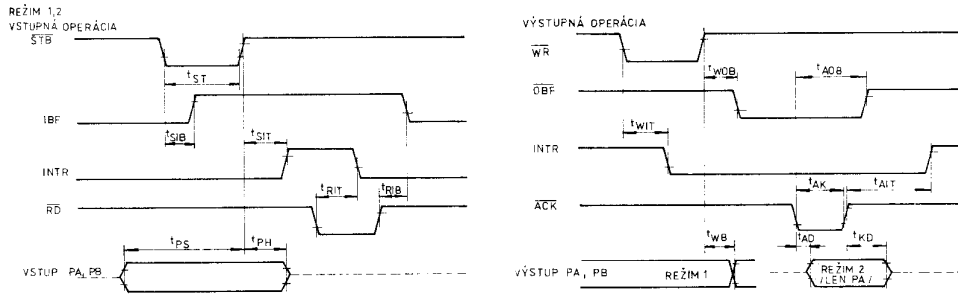 REŽIM 1,2
VSTUPNÁ OPERÁCIA
STB
tST
IBF
tSIB
tSIT
INTR
tRIT
tRIB
RD
tPS
tPH
VSTUP PA, PB
VÝSTUPNÁ OPERÁCIA
WR
tWOB
tAOB
OBF
tWIT
INTR
tAK
tAIT
ACK
tWB
tAD
tKD
VÝSTUP PA, PB
REŽIM 1
REŽIM 2
/LEN PA/